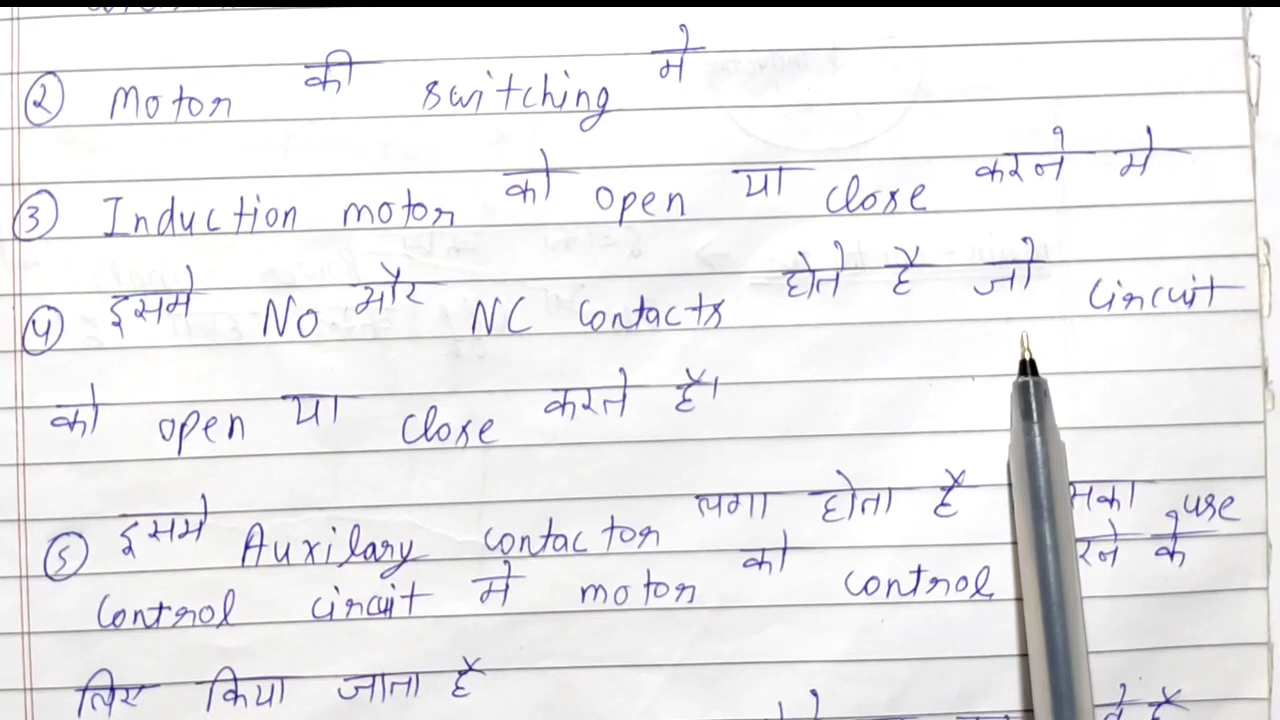 ② Motor की switching मे
③ Induction motor को open या close करने मे
④ इसमे NO और NC contacts होते हैं जो circuit
को open या close करते हैं।
⑤ इसमे Auxilary contactor लगा होता है use
control circuit मे motor को control के
लिए किया जाता है